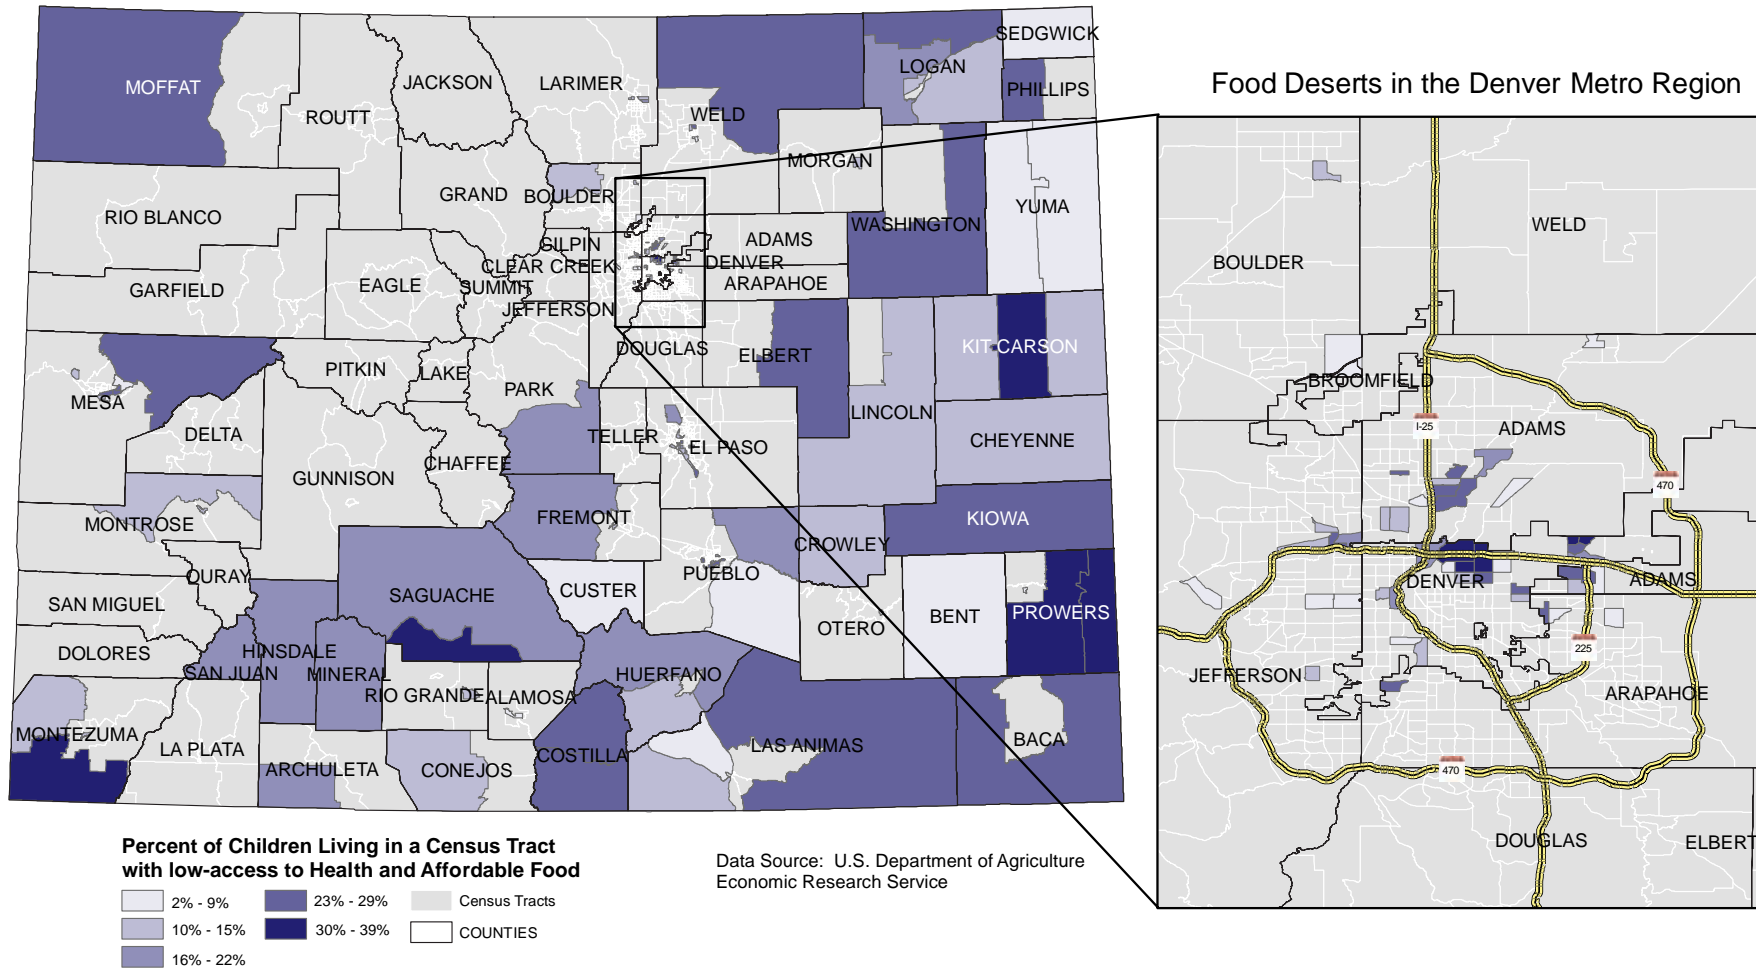 SEDGWICK
LOGAN
MOFFAT
JACKSON
LARIMER
PHILLIPS
ROUTT
WELD
MORGAN
GRAND
BOULDER
YUMA
RIO BLANCO
WASHINGTON
GILPIN
ADAMS
CLEAR CREEK
DENVER
GARFIELD
EAGLE
SUMMIT
ARAPAHOE
JEFFERSON
DOUGLAS
ELBERT
KIT CARSON
PITKIN
LAKE
PARK
MESA
LINCOLN
DELTA
TELLER
EL PASO
CHEYENNE
CHAFFEE
GUNNISON
MONTROSE
FREMONT
KIOWA
CROWLEY
OURAY
PUEBLO
SAN MIGUEL
SAGUACHE
CUSTER
BENT
PROWERS
OTERO
DOLORES
HINSDALE
SAN JUAN
MINERAL
HUERFANO
RIO GRANDE
ALAMOSA
MONTEZUMA
LA PLATA
ARCHULETA
CONEJOS
COSTILLA
LAS ANIMAS
BACA
Food Deserts in the Denver Metro Region
WELD
BOULDER
BROOMFIELD
I-25
ADAMS
470
DENVER
ADAMS
225
JEFFERSON
ARAPAHOE
470
DOUGLAS
ELBERT
Percent of Children Living in a Census Tract
with low-access to Health and Affordable Food
2% - 9%
23% - 29%
Census Tracts
10% - 15%
30% - 39%
COUNTIES
16% - 22%
Data Source: U.S. Department of Agriculture
Economic Research Service